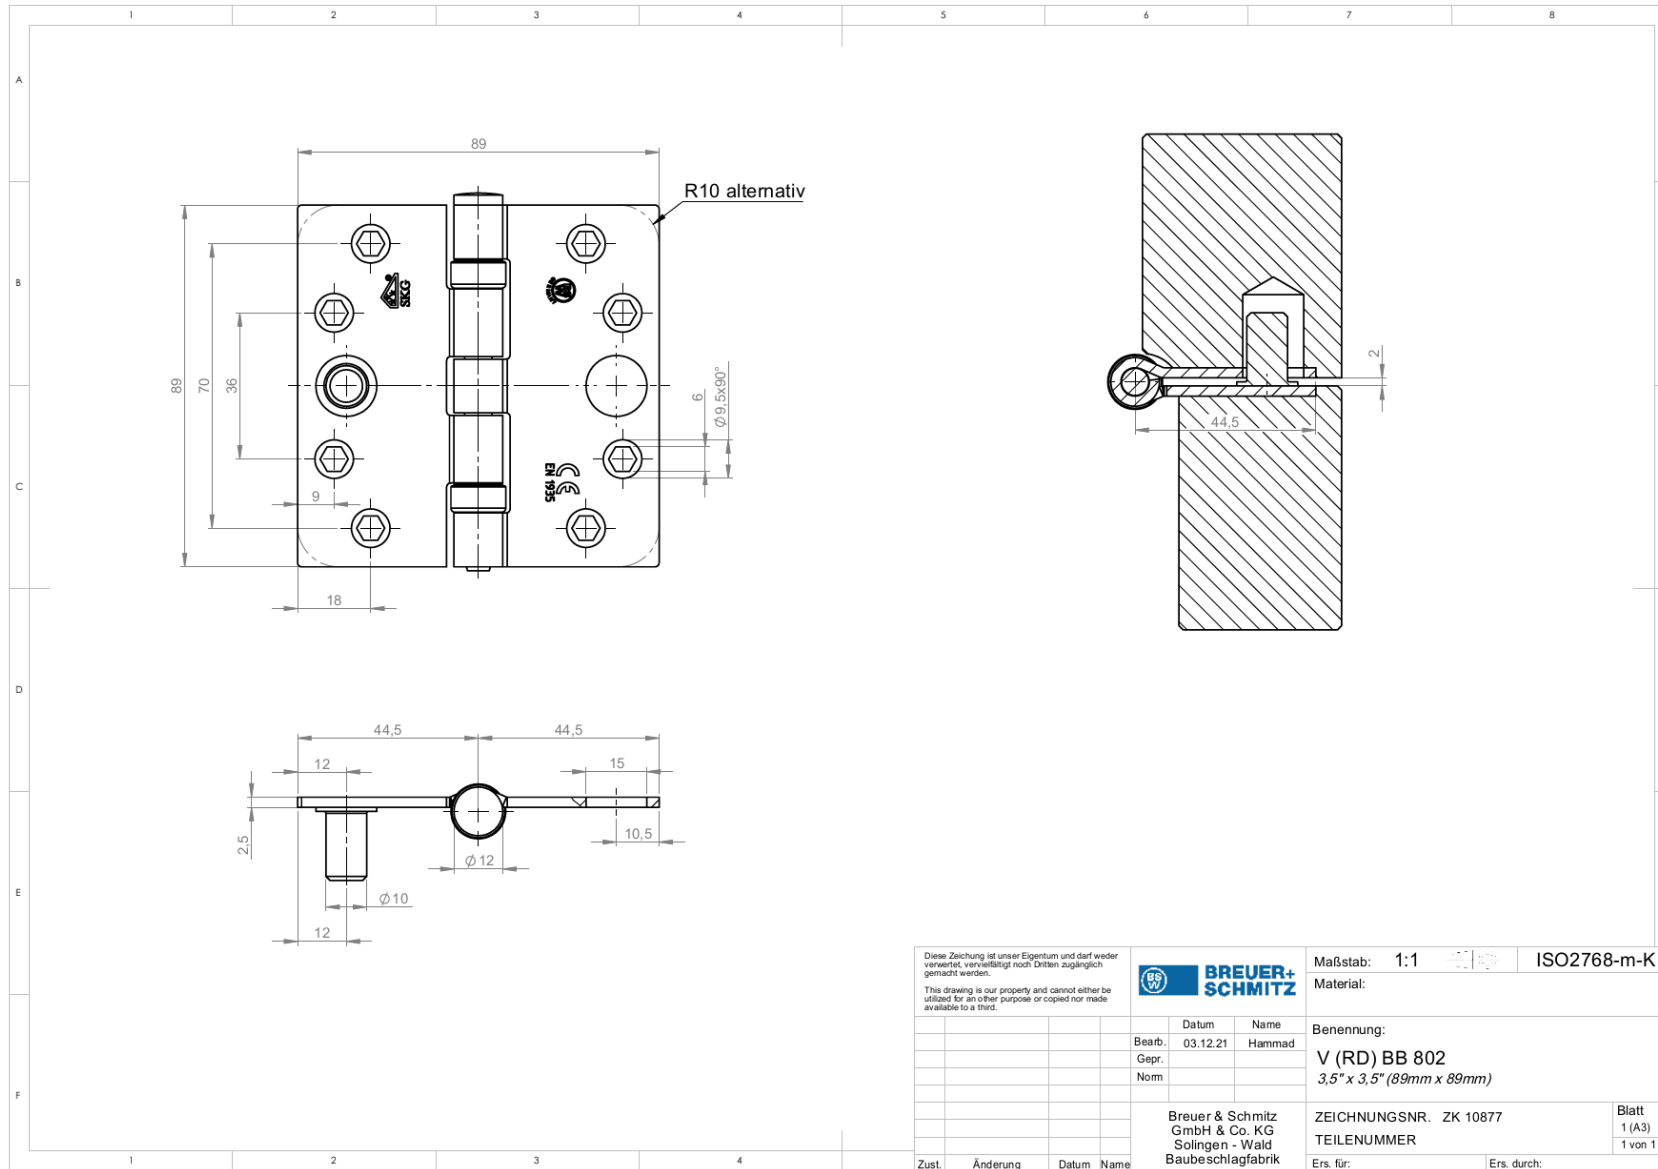 1 2 3 4 5 6 7 8
A
B
C
D
E
F
89
R10 alternativ
89
70
36
9
18
SKG
EN 1935
CE
6
Ø9,5x90°
2
44,5
44,5 44,5
12
15
2,5
10,5
Ø12
Ø10
12
Diese Zeichnung ist unser Eigentum und darf weder
verwertet, vervielfältigt noch Dritten zugänglich
gemacht werden.
This drawing is our property and cannot either be
utilized for an other purpose or copied nor made
available to a third.
BSW
BREUER+
SCHMITZ
Maßstab: 1:1
ISO2768-m-K
Material:
Datum Name
Bearb. 03.12.21 Hammad
Gepr.
Norm
Benennung:
V (RD) BB 802
3,5" x 3,5" (89mm x 89mm)
Breuer & Schmitz
GmbH & Co. KG
Solingen - Wald
Baubeschlagfabrik
ZEICHNUNGSNR. ZK 10877
TEILENUMMER
Blatt
1 (A3)
1 von 1
Zust. Änderung Datum Name
Ers. für: Ers. durch:
1 2 3 4